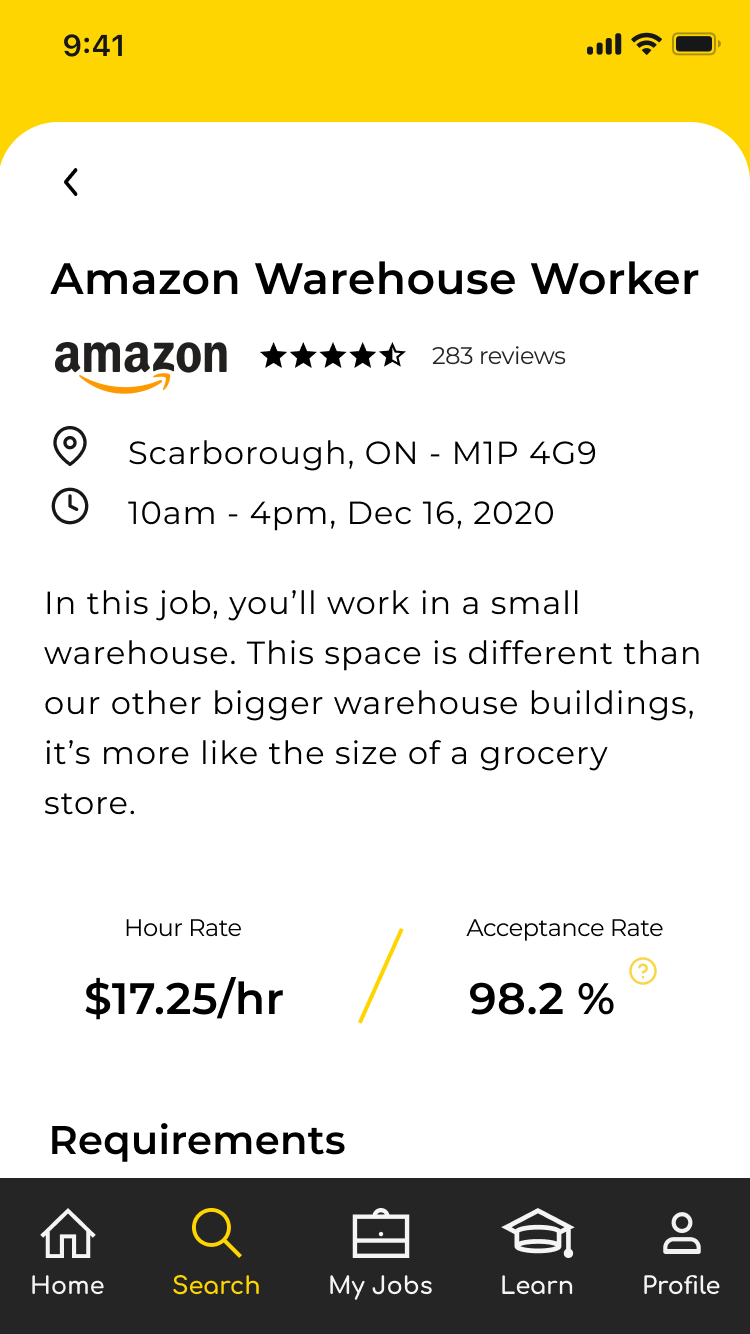 9:41
Amazon Warehouse Worker
amazon 283 reviews
Scarborough, ON - M1P 4G9
10am - 4pm, Dec 16, 2020
In this job, you’ll work in a small
warehouse. This space is different than
our other bigger warehouse buildings,
it’s more like the size of a grocery
store.
Hour Rate Acceptance Rate
$17.25/hr 98.2 % ?
Requirements
Home Search My Jobs Learn Profile